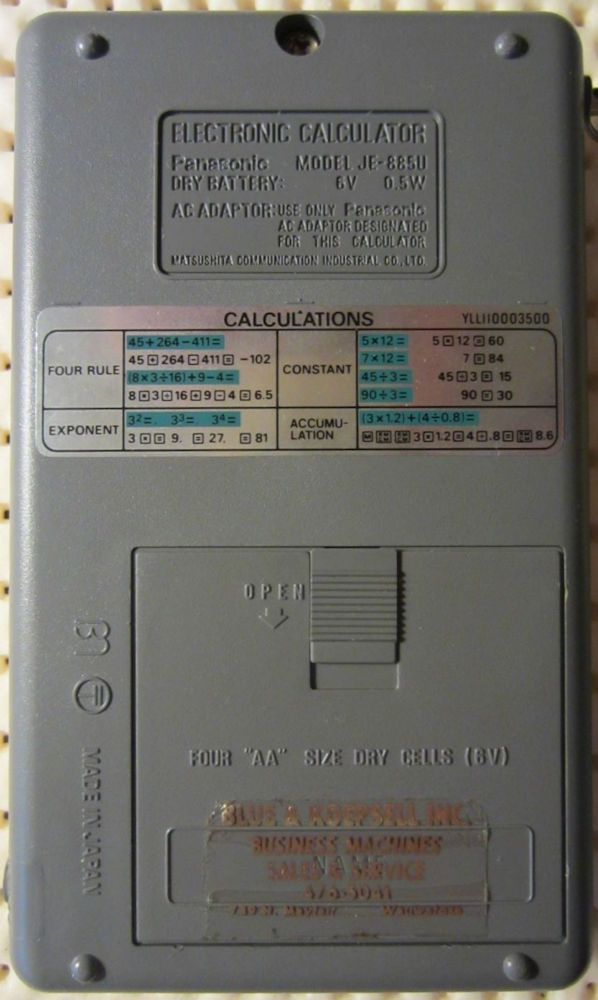 ELECTRONIC CALCULATOR
Panasonic MODEL JE-885U
DRY BATTERY: 6V 0.5W
AC ADAPTOR: USE ONLY Panasonic
AC ADAPTOR DESIGNATED
FOR THIS CALCULATOR
MATSUSHITA COMMUNICATION INDUSTRIAL CO., LTD.
CALCULATIONS YLLII0003500
FOUR RULE
45+264−411=
45 ⊞ 264 ⊟ 411 ⊟ −102
(8×3÷16)+9−4=
8 ⊠ 3 ÷ 16 + 9 − 4 = 6.5
CONSTANT
5×12= 5 ⊠ 12 = 60
7×12= 7 = 84
45÷3= 45 ÷ 3 = 15
90÷3= 90 = 30
EXPONENT
3²=. 3³=. 3⁴=
3 × = 9. = 27. = 81
ACCUMU-
LATION
(3×1.2)+(4÷0.8)=
M 3 × 1.2 = 4 ÷ .8 = 8.6
OPEN
FOUR "AA" SIZE DRY CELLS (6V)
MADE IN JAPAN
BLUE & KOEPSELL, INC.
BUSINESS MACHINES
NAME
SALES & SERVICE